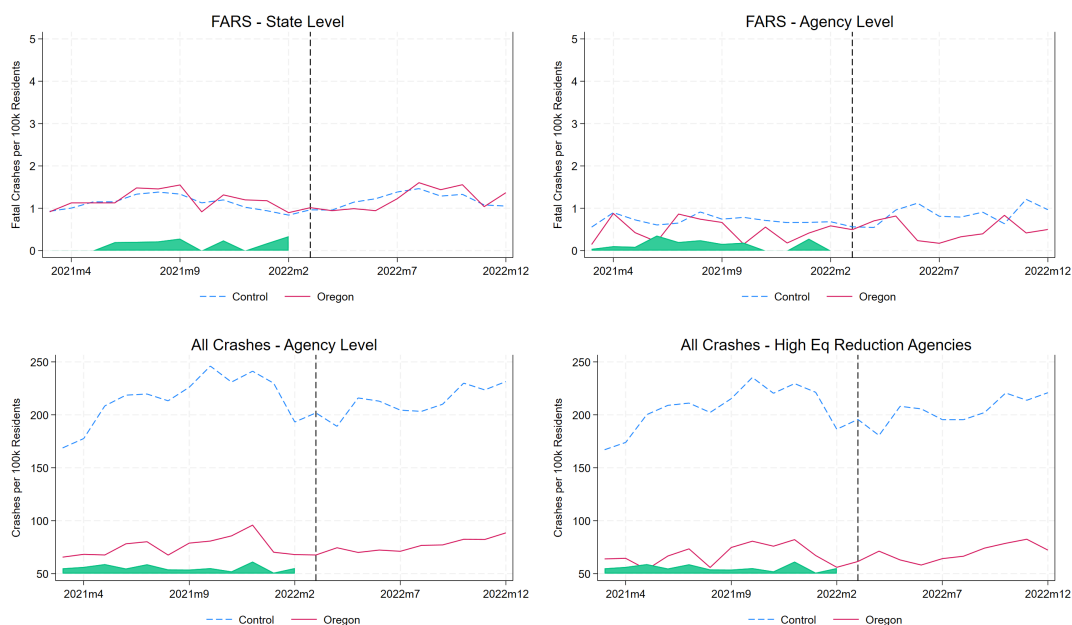 FARS - State Level
Fatal Crashes per 100k Residents
5
4
3
2
1
0
2021m4 2021m9 2022m2 2022m7 2022m12
Control Oregon
FARS - Agency Level
Fatal Crashes per 100k Residents
5
4
3
2
1
0
2021m4 2021m9 2022m2 2022m7 2022m12
Control Oregon
All Crashes - Agency Level
Crashes per 100k Residents
250
200
150
100
50
2021m4 2021m9 2022m2 2022m7 2022m12
Control Oregon
All Crashes - High Eq Reduction Agencies
Crashes per 100k Residents
250
200
150
100
50
2021m4 2021m9 2022m2 2022m7 2022m12
Control Oregon